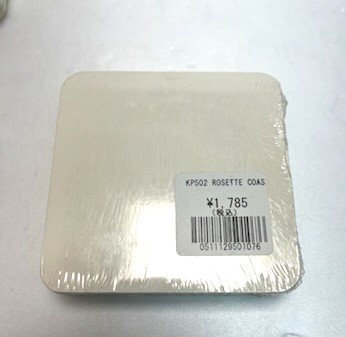 KP502 ROSETTE COAS
¥1,785
(税込)
0511129501076